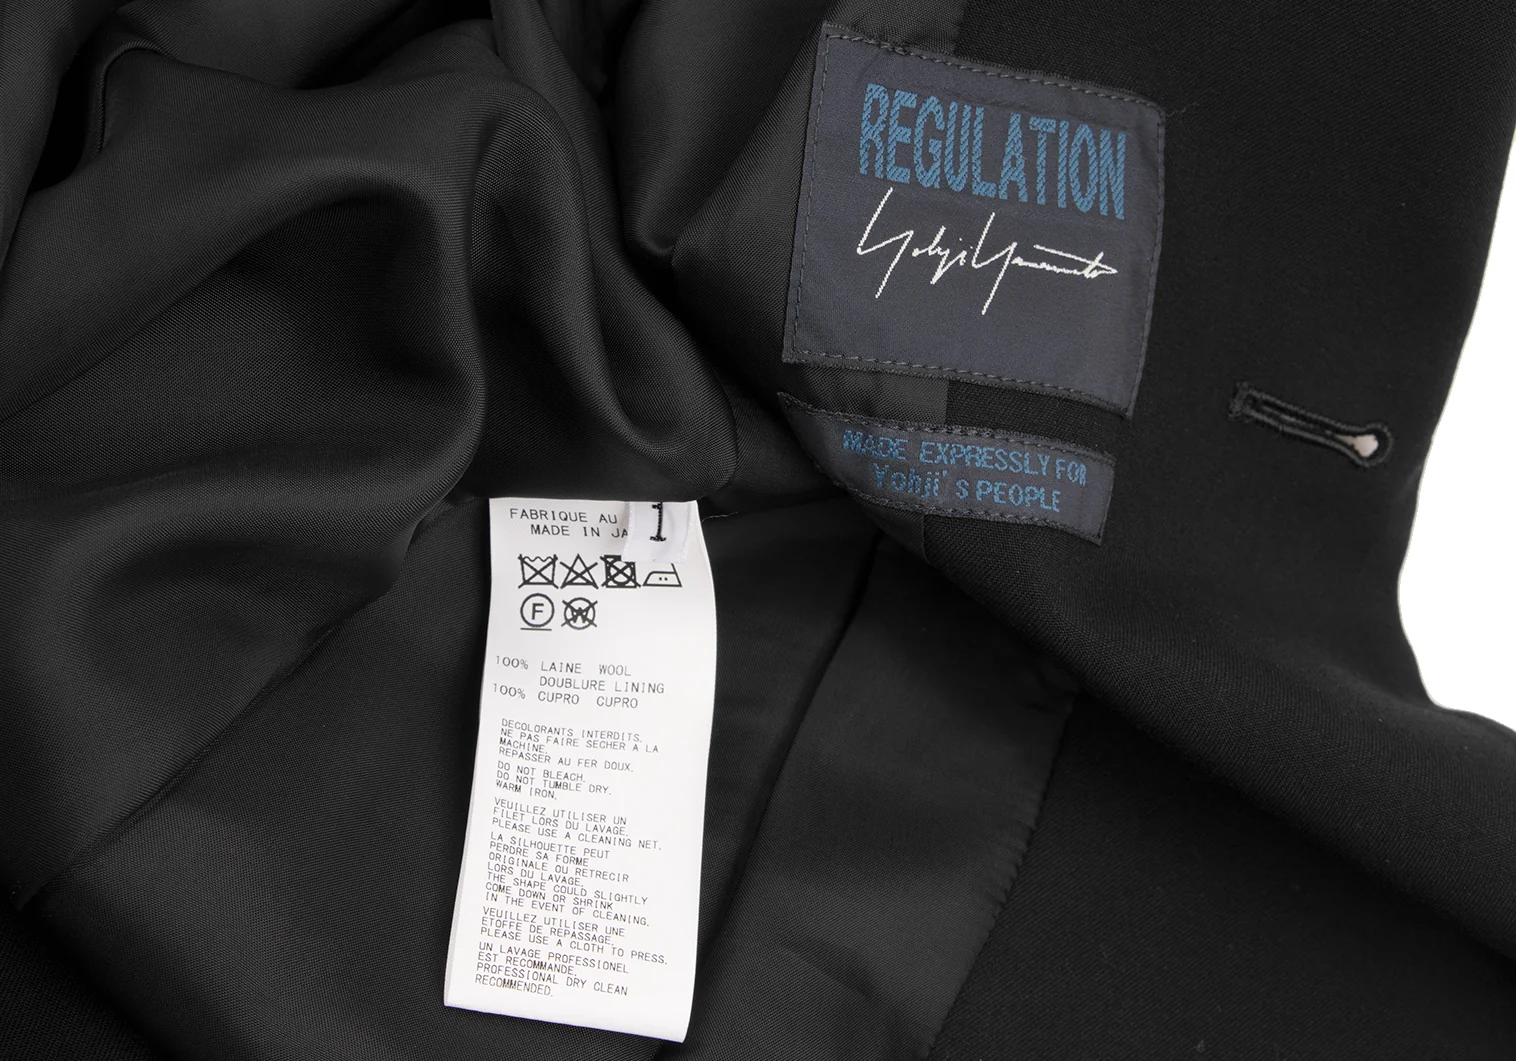 REGULATION
Yohji Yamamoto
MADE EXPRESSLY FOR
Yohji's PEOPLE
FABRIQUE AU
MADE IN JA
1
F
W
100% LAINE WOOL
DOUBLURE LINING
100% CUPRO CUPRO
DECOLORANTS INTERDITS.
NE PAS FAIRE SECHER A LA
MACHINE.
REPASSER AU FER DOUX.
DO NOT BLEACH.
DO NOT TUMBLE DRY.
WARM IRON.
VEUILLEZ UTILISER UN
FILET LORS DU LAVAGE.
PLEASE USE A CLEANING NET.
LA SILHOUETTE PEUT
PERDRE SA FORME
ORIGINALE OU RETRECIR
LORS DU LAVAGE.
THE SHAPE COULD SLIGHTLY
COME DOWN OR SHRINK
IN THE EVENT OF CLEANING.
VEUILLEZ UTILISER UNE
ETOFFE DE REPASSAGE.
PLEASE USE A CLOTH TO PRESS.
UN LAVAGE PROFESSIONEL
EST RECOMMANDE.
PROFESSIONAL DRY CLEAN
RECOMMENDED.